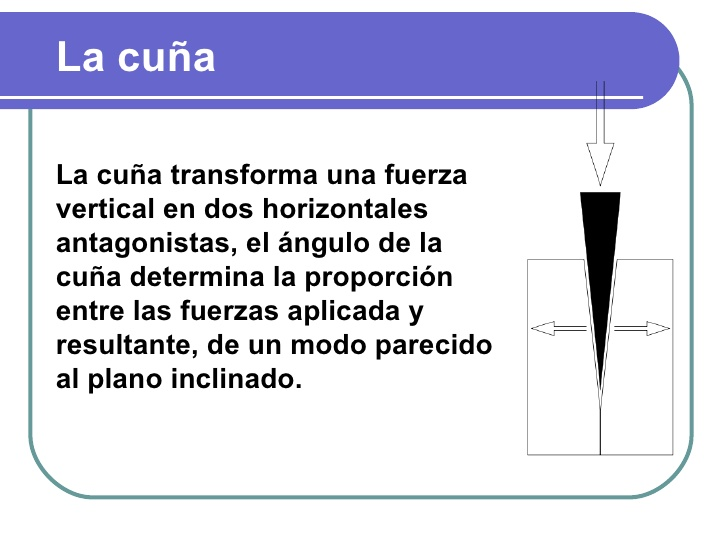 La cuña
La cuña transforma una fuerza
vertical en dos horizontales
antagonistas, el ángulo de la
cuña determina la proporción
entre las fuerzas aplicada y
resultante, de un modo parecido
al plano inclinado.